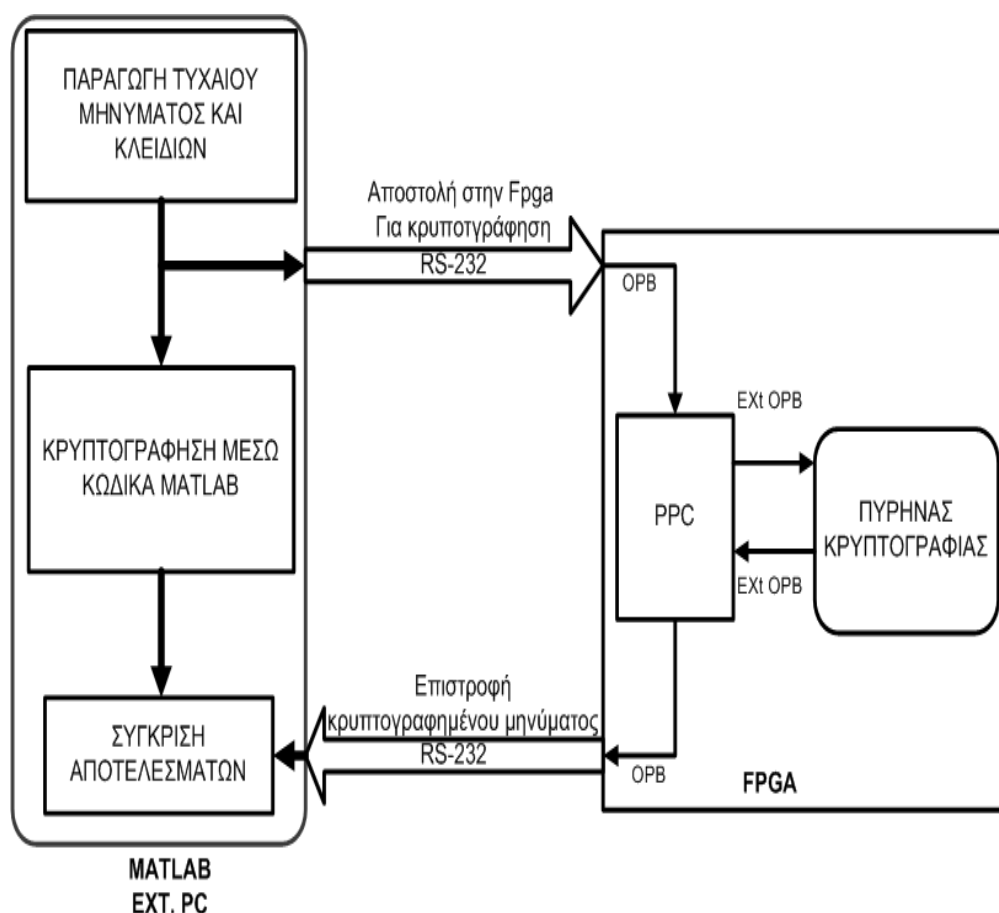 ΠΑΡΑΓΩΓΗ ΤΥΧΑΙΟΥ
ΜΗΝΥΜΑΤΟΣ ΚΑΙ
ΚΛΕΙΔΙΩΝ
Αποστολή στην Fpga
Για κρυποτγράφηση
RS-232
OPB
ΚΡΥΠΤΟΓΡΑΦΗΣΗ ΜΕΣΩ
ΚΩΔΙΚΑ MATLAB
EXt OPB
PPC
ΠΥΡΗΝΑΣ
ΚΡΥΠΤΟΓΡΑΦΙΑΣ
EXt OPB
Επιστροφή
κρυπτογραφημένου μηνύματος
RS-232
OPB
ΣΥΓΚΡΙΣΗ
ΑΠΟΤΕΛΕΣΜΑΤΩΝ
FPGA
MATLAB
EXT. PC